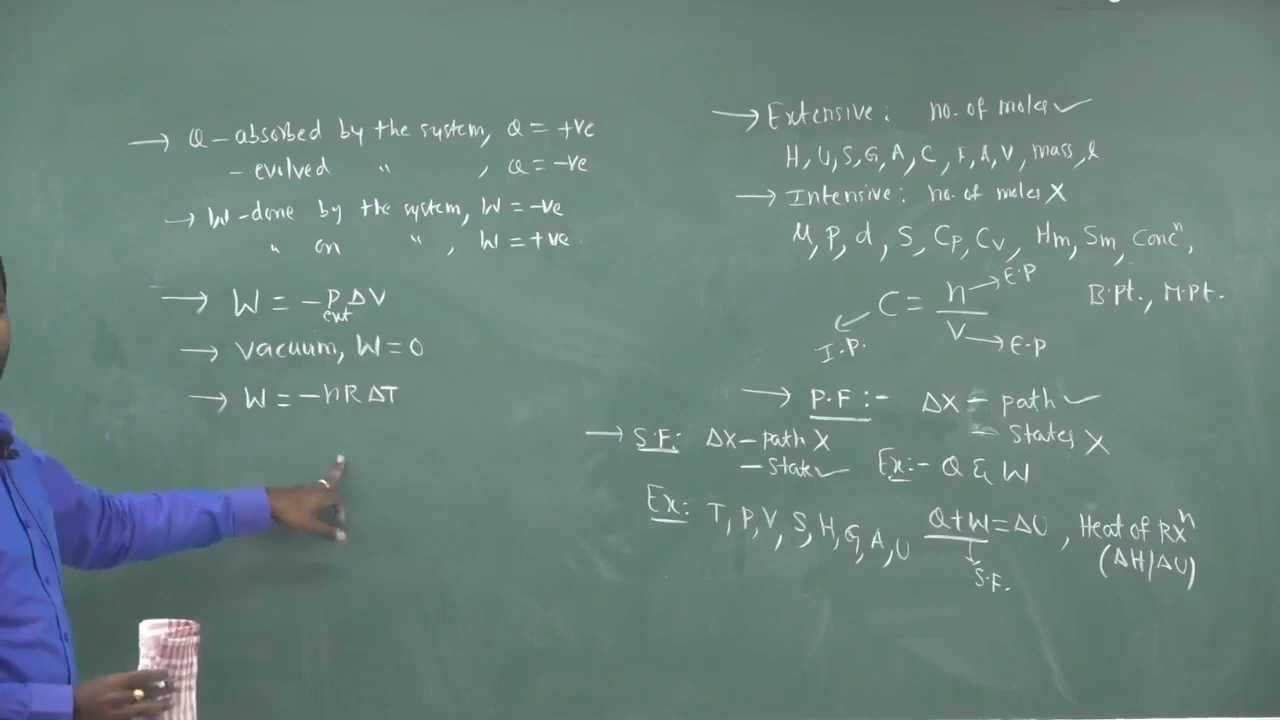 → Q - absorbed by the system, Q = +ve
- evolved " , Q = -ve
→ W - done by the system, W = -ve
" on " , W = +ve.
→ W = -P_ext ΔV
→ Vacuum, W = 0
→ W = -nRΔT
→ Extensive : no. of moles ✓
H, U, S, G, A, C, F, A, V, mass, l
→ Intensive : no. of moles X
M, P, d, S, Cp, Cv, Hm, Sm, Concⁿ,
B.Pt., M.Pt.
C = n/V
n → E.P
I.P.
V → E.P
→ P.F :- ΔX - path ✓
- States X
→ S.F: ΔX - path X
- State ✓
Ex:- Q & W
Ex: T, P, V, S, H, G, A, U
Q+W = ΔU , Heat of RXⁿ
(ΔH/ΔU)
↓
S.F.